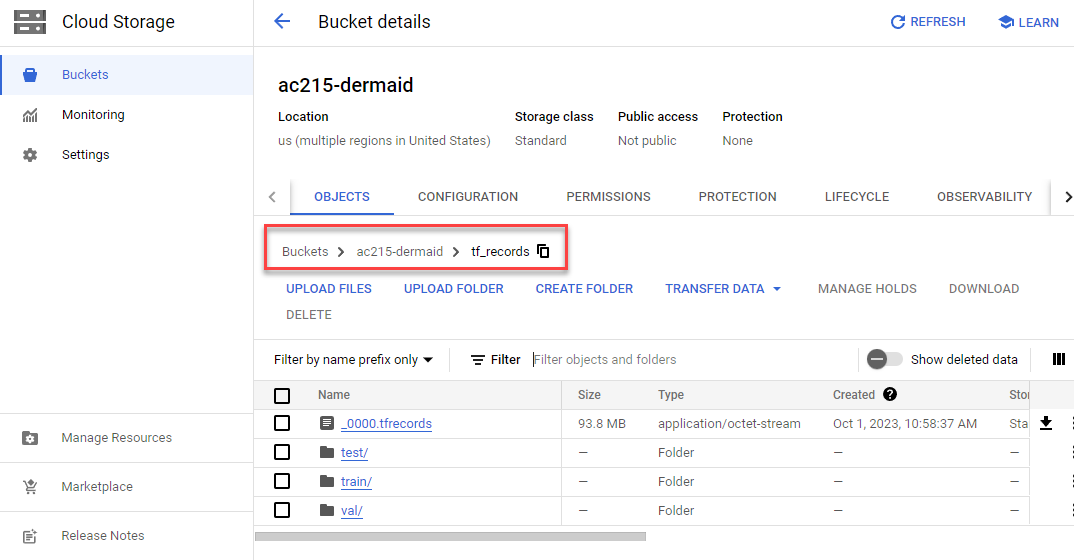 Cloud Storage
Bucket details
REFRESH
LEARN
Buckets
Monitoring
Settings
Manage Resources
Marketplace
Release Notes
ac215-dermaid
Location Storage class Public access Protection
us (multiple regions in United States) Standard Not public None
OBJECTS CONFIGURATION PERMISSIONS PROTECTION LIFECYCLE OBSERVABILITY
Buckets > ac215-dermaid > tf_records
UPLOAD FILES UPLOAD FOLDER CREATE FOLDER TRANSFER DATA MANAGE HOLDS DOWNLOAD
DELETE
Filter by name prefix only Filter Filter objects and folders Show deleted data
Name Size Type Created ?
_0000.tfrecords 93.8 MB application/octet-stream Oct 1, 2023, 10:58:37 AM
test/ — Folder —
train/ — Folder —
val/ — Folder —